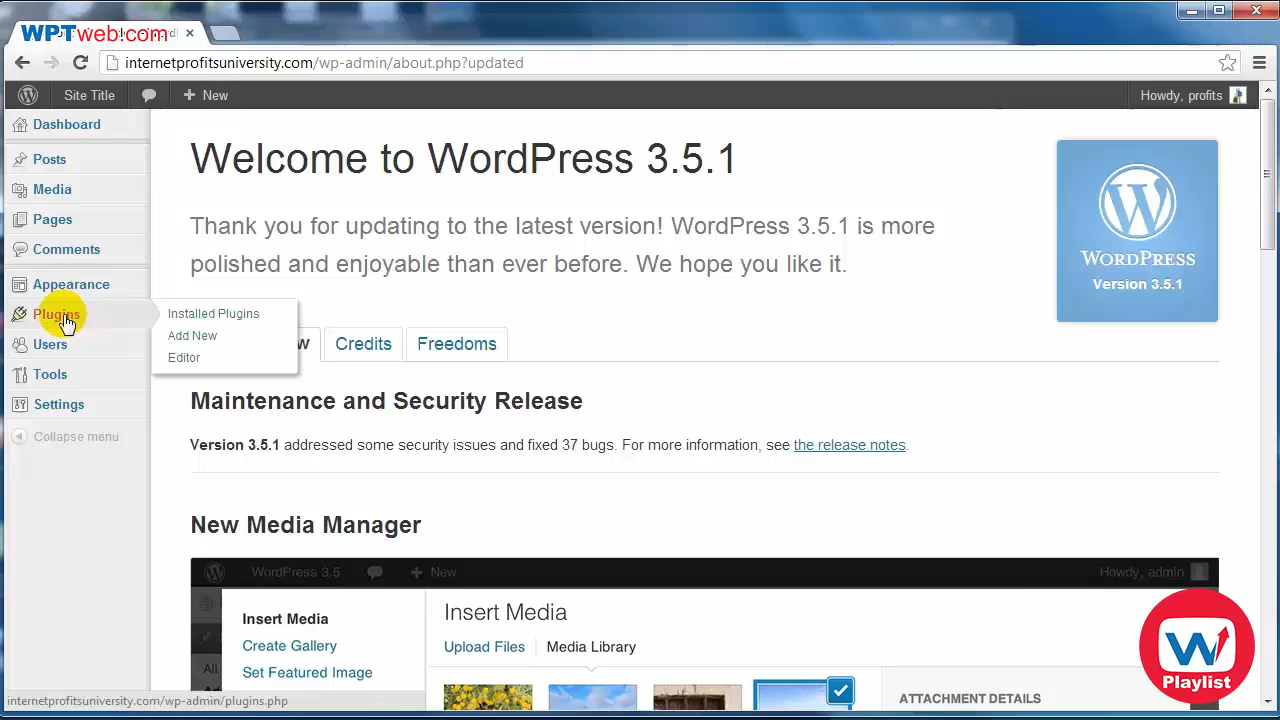 WPTweb.com
internetprofitsuniversity.com/wp-admin/about.php?updated
Site Title
New
Howdy, profits
Dashboard
Posts
Media
Pages
Comments
Appearance
Plugins
Users
Tools
Settings
Collapse menu
Installed Plugins
Add New
Editor
Welcome to WordPress 3.5.1
Thank you for updating to the latest version! WordPress 3.5.1 is more
polished and enjoyable than ever before. We hope you like it.
WORDPRESS
Version 3.5.1
Credits
Freedoms
Maintenance and Security Release
Version 3.5.1 addressed some security issues and fixed 37 bugs. For more information, see the release notes.
New Media Manager
WordPress 3.5
New
Howdy, admin
Insert Media
Create Gallery
Set Featured Image
Insert Media
Upload Files
Media Library
All
ATTACHMENT DETAILS
W
Playlist
internetprofitsuniversity.com/wp-admin/plugins.php